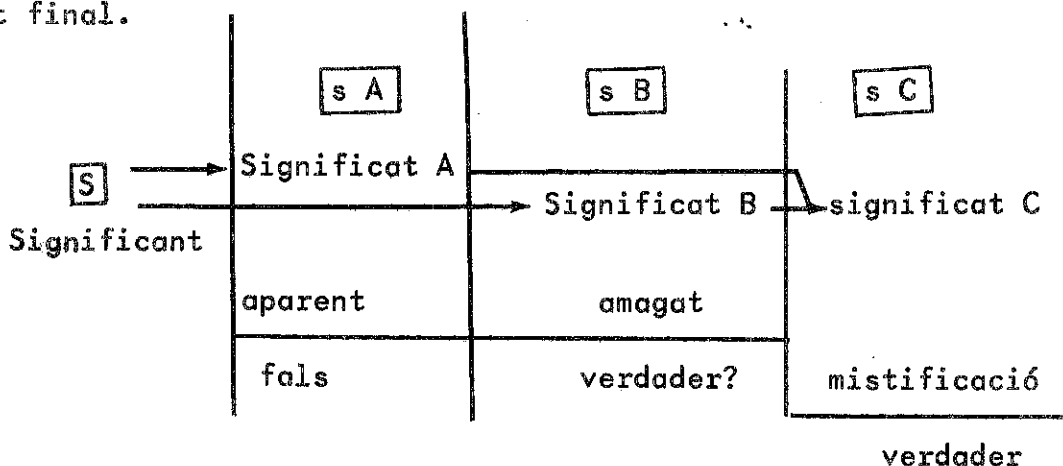 final.
s A s B s C
Significat A
S
Significat B significat C
Significant
aparent amagat
fals verdader? mistificació
verdader